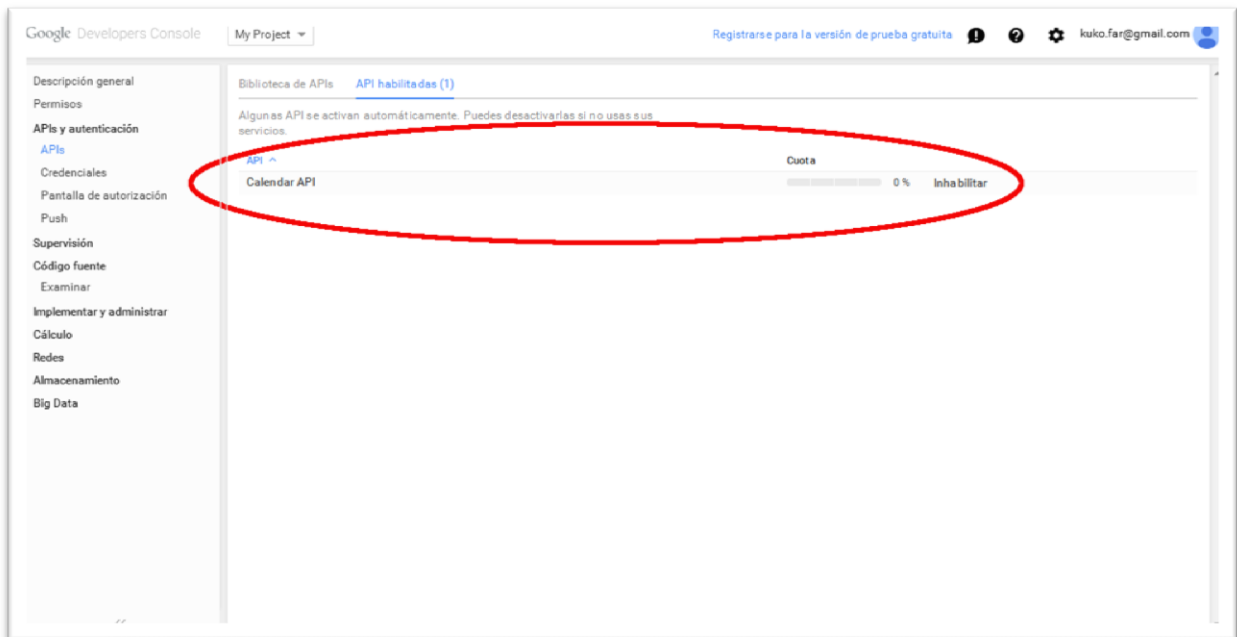 Google Developers Console
My Project
Registrarse para la versión de prueba gratuita
kuko.far@gmail.com
Descripción general
Permisos
APIs y autenticación
APIs
Credenciales
Pantalla de autorización
Push
Supervisión
Código fuente
Examinar
Implementar y administrar
Cálculo
Redes
Almacenamiento
Big Data
Biblioteca de APIs
API habilitadas (1)
Algunas API se activan automáticamente. Puedes desactivarlas si no usas sus
servicios.
API Cuota
Calendar API 0 % Inhabilitar